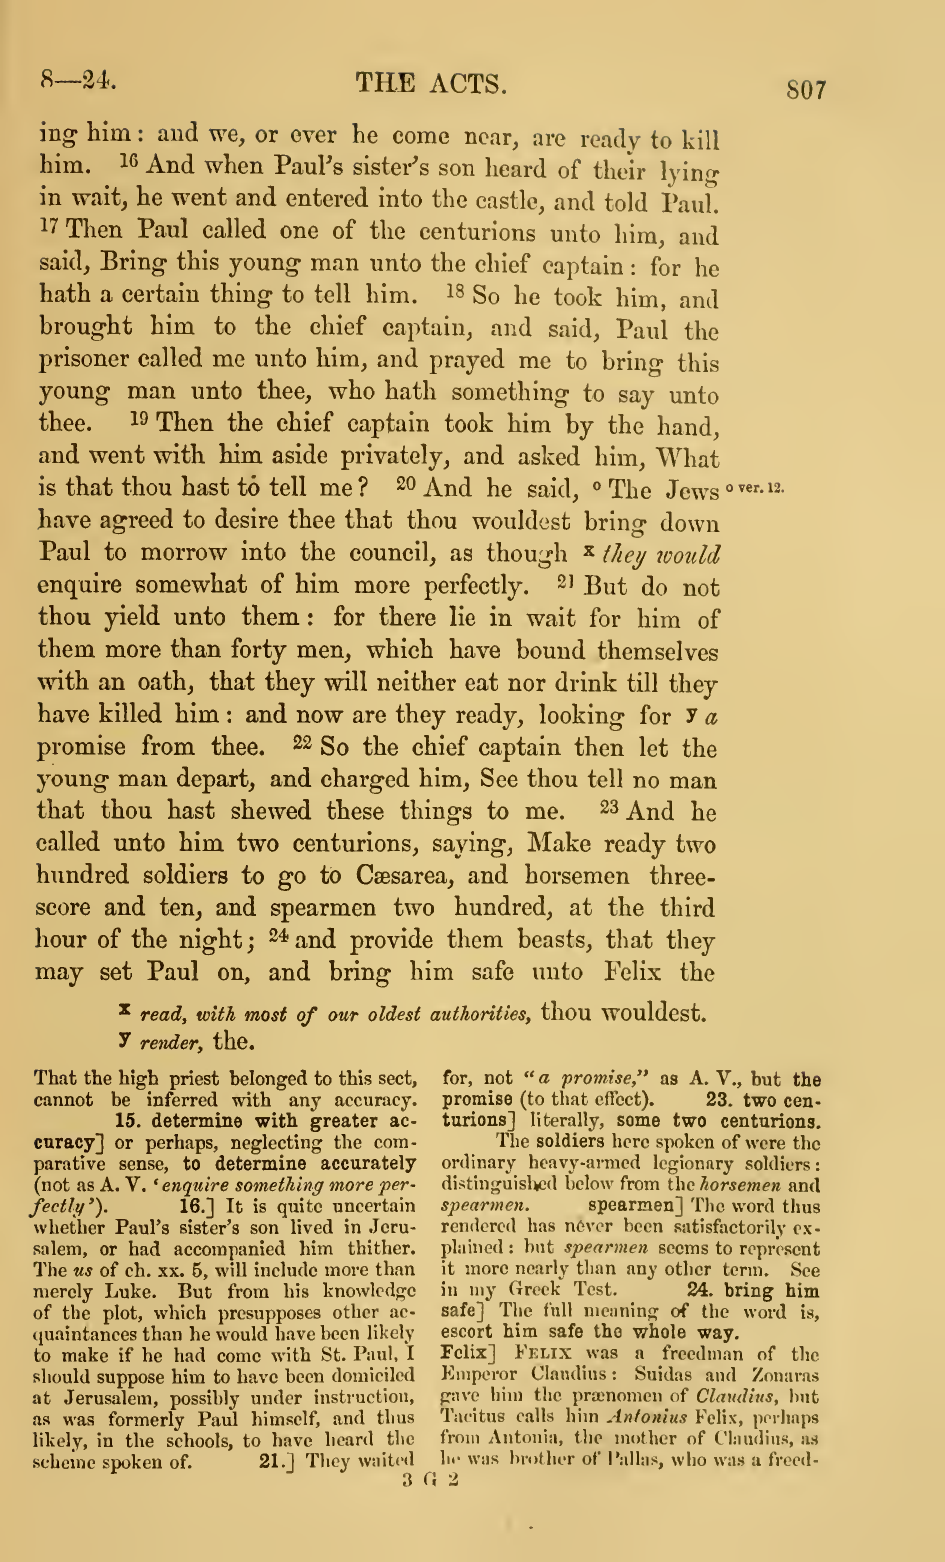 8—24.
THE ACTS.
807
ing him: and we, or ever he come near, are ready to kill
him. 16 And when Paul's sister's son heard of their lying
in wait, he went and entered into the castle, and told Paul.
17 Then Paul called one of the centurions unto him, and
said, Bring this young man unto the chief captain: for he
hath a certain thing to tell him. 18 So he took him, and
brought him to the chief captain, and said, Paul the
prisoner called me unto him, and prayed me to bring this
young man unto thee, who hath something to say unto
thee. 19 Then the chief captain took him by the hand,
and went with him aside privately, and asked him, What
is that thou hast to tell me? 20 And he said, o The Jews
o ver. 12.
have agreed to desire thee that thou wouldest bring down
Paul to morrow into the council, as though x they would
enquire somewhat of him more perfectly. 21 But do not
thou yield unto them: for there lie in wait for him of
them more than forty men, which have bound themselves
with an oath, that they will neither eat nor drink till they
have killed him: and now are they ready, looking for y a
promise from thee. 22 So the chief captain then let the
young man depart, and charged him, See thou tell no man
that thou hast shewed these things to me. 23 And he
called unto him two centurions, saying, Make ready two
hundred soldiers to go to Cæsarea, and horsemen three-
score and ten, and spearmen two hundred, at the third
hour of the night; 24 and provide them beasts, that they
may set Paul on, and bring him safe unto Felix the
x read, with most of our oldest authorities, thou wouldest.
y render, the.
That the high priest belonged to this sect,
cannot be inferred with any accuracy.
15. determine with greater ac-
curacy] or perhaps, neglecting the com-
parative sense, to determine accurately
(not as A. V. 'enquire something more per-
fectly'). 16.] It is quite uncertain
whether Paul's sister's son lived in Jeru-
salem, or had accompanied him thither.
The us of ch. xx. 5, will include more than
merely Luke. But from his knowledge
of the plot, which presupposes other ac-
quaintances than he would have been likely
to make if he had come with St. Paul, I
should suppose him to have been domiciled
at Jerusalem, possibly under instruction,
as was formerly Paul himself, and thus
likely, in the schools, to have heard the
scheme spoken of. 21.] They waited
for, not "a promise," as A. V., but the
promise (to that effect). 23. two cen-
turions] literally, some two centurions.
The soldiers here spoken of were the
ordinary heavy-armed legionary soldiers:
distinguished below from the horsemen and
spearmen. spearmen] The word thus
rendered has never been satisfactorily ex-
plained: but spearmen seems to represent
it more nearly than any other term. See
in my Greek Test. 24. bring him
safe] The full meaning of the word is,
escort him safe the whole way.
Felix] FELIX was a freedman of the
Emperor Claudius: Suidas and Zonaras
gave him the prænomen of Claudius, but
Tacitus calls him Antonius Felix, perhaps
from Antonia, the mother of Claudius, as
he was brother of Pallas, who was a freed-
3 G 2